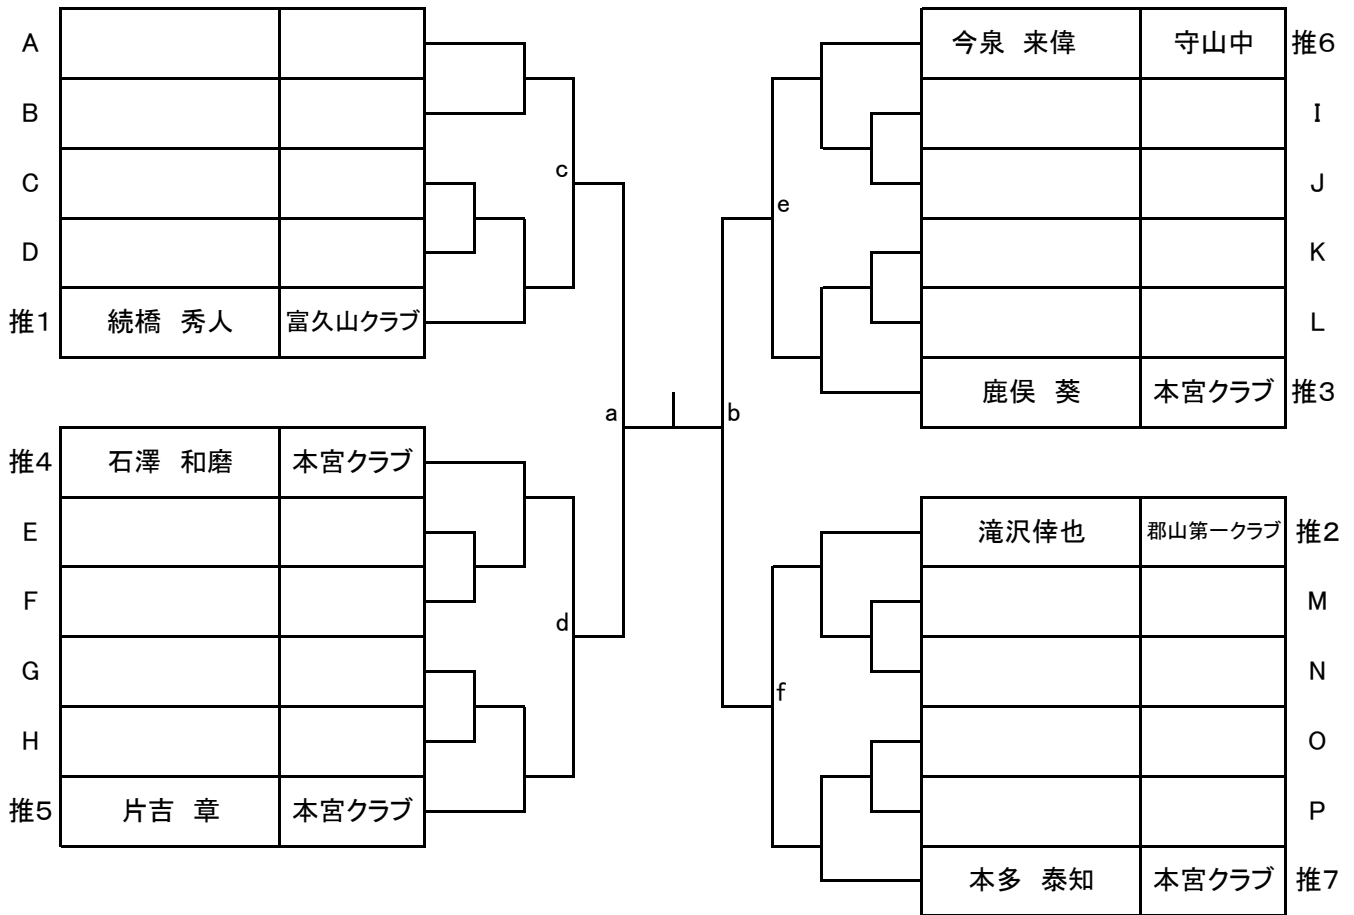 A
B
C
D
推1 続橋 秀人 富久山クラブ
c
a
推4 石澤 和磨 本宮クラブ
E
F
G
H
推5 片吉 章 本宮クラブ
d
今泉 来偉 守山中 推6
I
J
K
L
鹿俣 葵 本宮クラブ 推3
e
b
滝沢倖也 郡山第一クラブ 推2
M
N
O
P
本多 泰知 本宮クラブ 推7
f